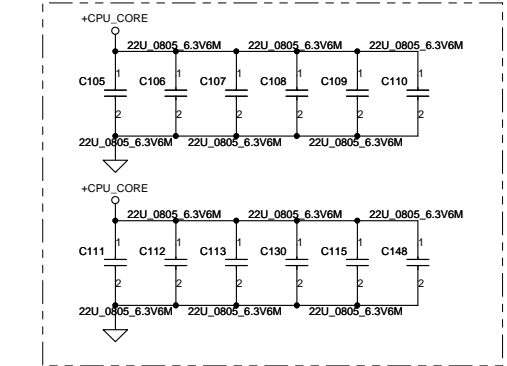 +CPU_CORE
22U_0805_6.3V6M 22U_0805_6.3V6M 22U_0805_6.3V6M
1 1 1 1 1 1
C105 C106 C107 C108 C109 C110
2 2 2 2 2 2
22U_0805_6.3V6M 22U_0805_6.3V6M 22U_0805_6.3V6M
+CPU_CORE
22U_0805_6.3V6M 22U_0805_6.3V6M 22U_0805_6.3V6M
1 1 1 1 1 1
C111 C112 C113 C130 C115 C148
2 2 2 2 2 2
22U_0805_6.3V6M 22U_0805_6.3V6M 22U_0805_6.3V6M